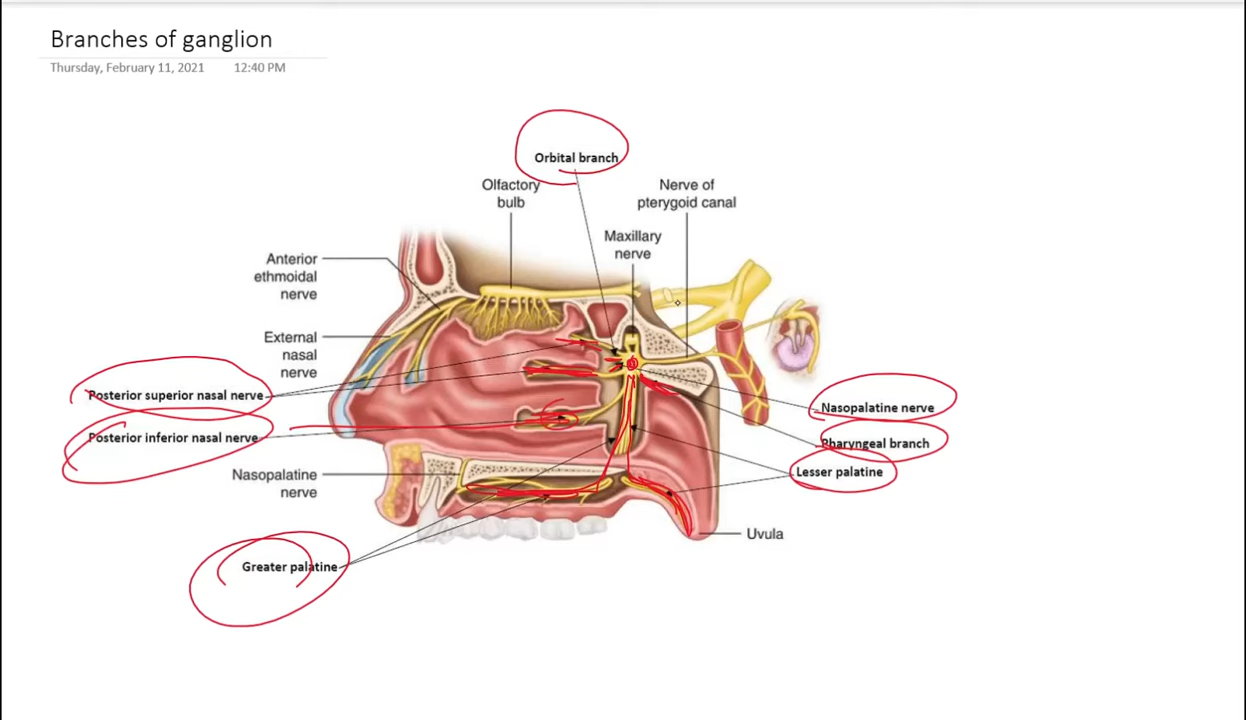 Branches of ganglion
Thursday, February 11, 2021 12:40 PM
Orbital branch
Olfactory
bulb
Nerve of
pterygoid canal
Maxillary
nerve
Anterior
ethmoidal
nerve
External
nasal
nerve
Posterior superior nasal nerve
Posterior inferior nasal nerve
Nasopalatine nerve
Pharyngeal branch
Lesser palatine
Nasopalatine
nerve
Uvula
Greater palatine